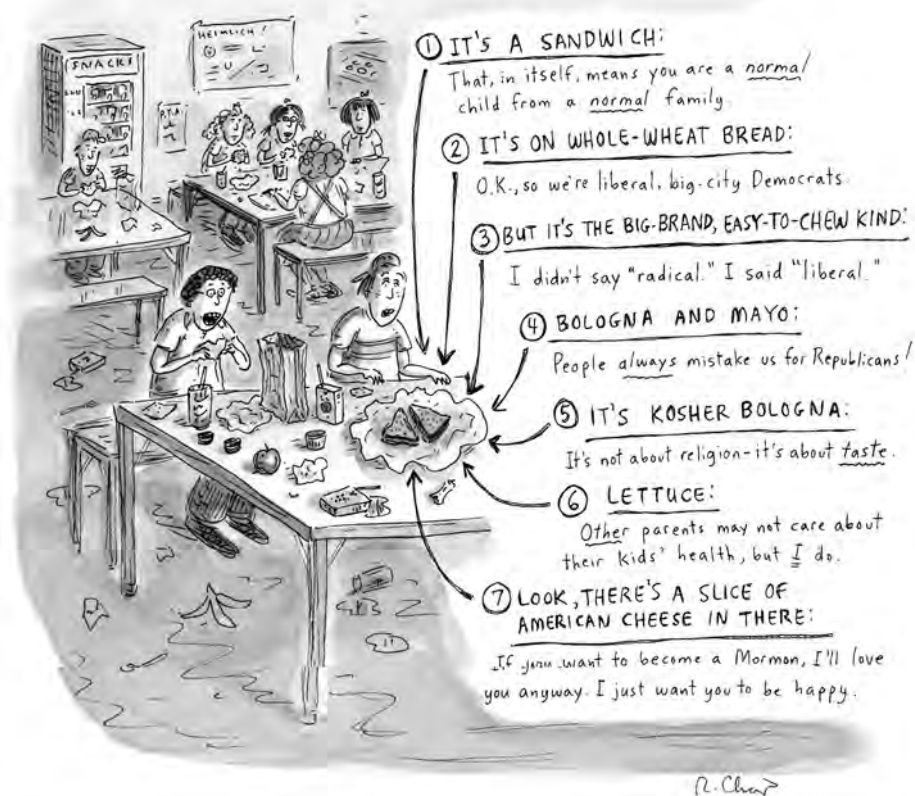 HEIMLICH!
SNACKS
P.T.A.
① IT'S A SANDWICH:
That, in itself, means you are a normal
child from a normal family.
② IT'S ON WHOLE-WHEAT BREAD:
O.K., so we're liberal, big-city Democrats.
③ BUT IT'S THE BIG-BRAND, EASY-TO-CHEW KIND:
I didn't say "radical." I said "liberal."
④ BOLOGNA AND MAYO:
People always mistake us for Republicans!
⑤ IT'S KOSHER BOLOGNA:
It's not about religion–it's about taste.
⑥ LETTUCE:
Other parents may not care about
their kids' health, but I do.
⑦ LOOK, THERE'S A SLICE OF
AMERICAN CHEESE IN THERE:
If you want to become a Mormon, I'll love
you anyway. I just want you to be happy.
R. Chast